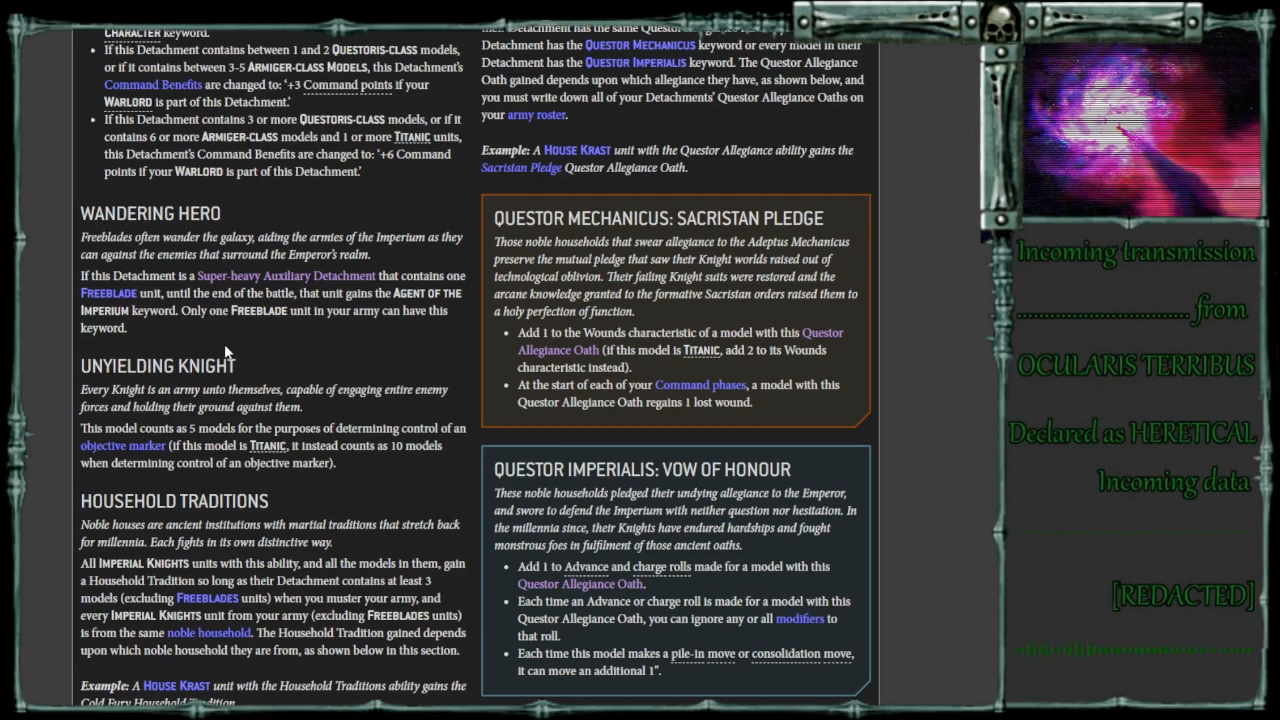 CHARACTER keyword.
• If this Detachment contains between 1 and 2 QUESTORIS-CLASS models,
or if it contains between 3-5 ARMIGER-CLASS MODELS, this Detachment's
Command Benefits are changed to: '+3 Command points if your
WARLORD is part of this Detachment.'
• If this Detachment contains 3 or more QUESTORIS-CLASS models, or if it
contains 6 or more ARMIGER-CLASS models and 1 or more TITANIC units,
this Detachment's Command Benefits are changed to: '+6 Command
points if your WARLORD is part of this Detachment.'
WANDERING HERO
Freeblades often wander the galaxy, aiding the armies of the Imperium as they
can against the enemies that surround the Emperor's realm.
If this Detachment is a Super-heavy Auxiliary Detachment that contains one
FREEBLADE unit, until the end of the battle, that unit gains the AGENT OF THE
IMPERIUM keyword. Only one FREEBLADE unit in your army can have this
keyword.
UNYIELDING KNIGHT
Every Knight is an army unto themselves, capable of engaging entire enemy
forces and holding their ground against them.
This model counts as 5 models for the purposes of determining control of an
objective marker (if this model is TITANIC, it instead counts as 10 models
when determining control of an objective marker).
HOUSEHOLD TRADITIONS
Noble houses are ancient institutions with martial traditions that stretch back
for millennia. Each fights in its own distinctive way.
All IMPERIAL KNIGHTS units with this ability, and all the models in them, gain
a Household Tradition so long as their Detachment contains at least 3
models (excluding FREEBLADES units) when you muster your army, and
every IMPERIAL KNIGHTS unit from your army (excluding FREEBLADES units)
is from the same noble household. The Household Tradition gained depends
upon which noble household they are from, as shown below in this section.
Example: A HOUSE KRAST unit with the Household Traditions ability gains the
Cold Fury Household Tradition
their Detachment has the same Questor
Detachment has the QUESTOR MECHANICUS keyword or every model in their
Detachment has the QUESTOR IMPERIALIS keyword. The Questor Allegiance
Oath gained depends upon which allegiance they have, as shown below, and
you must write down all of your Detachments' Questor Allegiance Oaths on
your army roster.
Example: A HOUSE KRAST unit with the Questor Allegiance ability gains the
Sacristan Pledge Questor Allegiance Oath.
QUESTOR MECHANICUS: SACRISTAN PLEDGE
Those noble households that swear allegiance to the Adeptus Mechanicus
preserve the mutual pledge that saw their Knight worlds raised out of
technological oblivion. Their failing Knight suits were restored and the
arcane knowledge granted to the formative Sacristan orders raised them to
a holy perfection of function.
• Add 1 to the Wounds characteristic of a model with this Questor
Allegiance Oath (if this model is TITANIC, add 2 to its Wounds
characteristic instead).
• At the start of each of your Command phases, a model with this
Questor Allegiance Oath regains 1 lost wound.
QUESTOR IMPERIALIS: VOW OF HONOUR
These noble households pledged their undying allegiance to the Emperor,
and swore to defend the Imperium with neither question nor hesitation. In
the millennia since, their Knights have endured hardships and fought
monstrous foes in fulfilment of those ancient oaths.
• Add 1 to Advance and charge rolls made for a model with this
Questor Allegiance Oath.
• Each time an Advance or charge roll is made for a model with this
Questor Allegiance Oath, you can ignore any or all modifiers to
that roll.
• Each time this model makes a pile-in move or consolidation move,
it can move an additional 1".
Incoming transmission
............................... from
OCULARIS TERRIBUS
Declared as HERETICAL
Incoming data
[REDACTED]